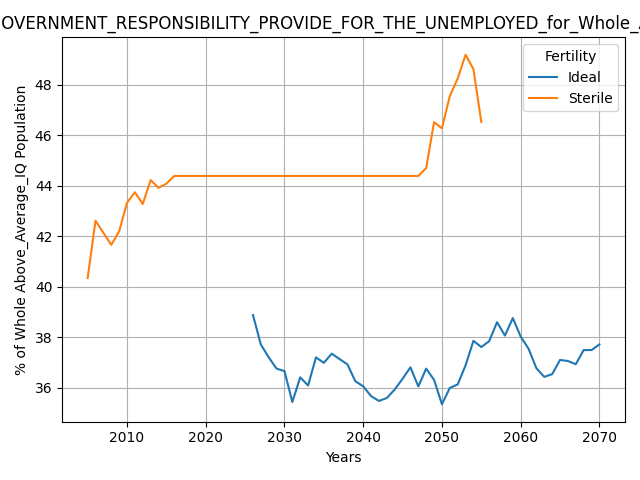 OVERNMENT_RESPONSIBILITY_PROVIDE_FOR_THE_UNEMPLOYED_for_Whole_
Fertility
Ideal
Sterile
% of Whole Above_Average_IQ Population
48
46
44
42
40
38
36
2010
2020
2030
2040
2050
2060
2070
Years